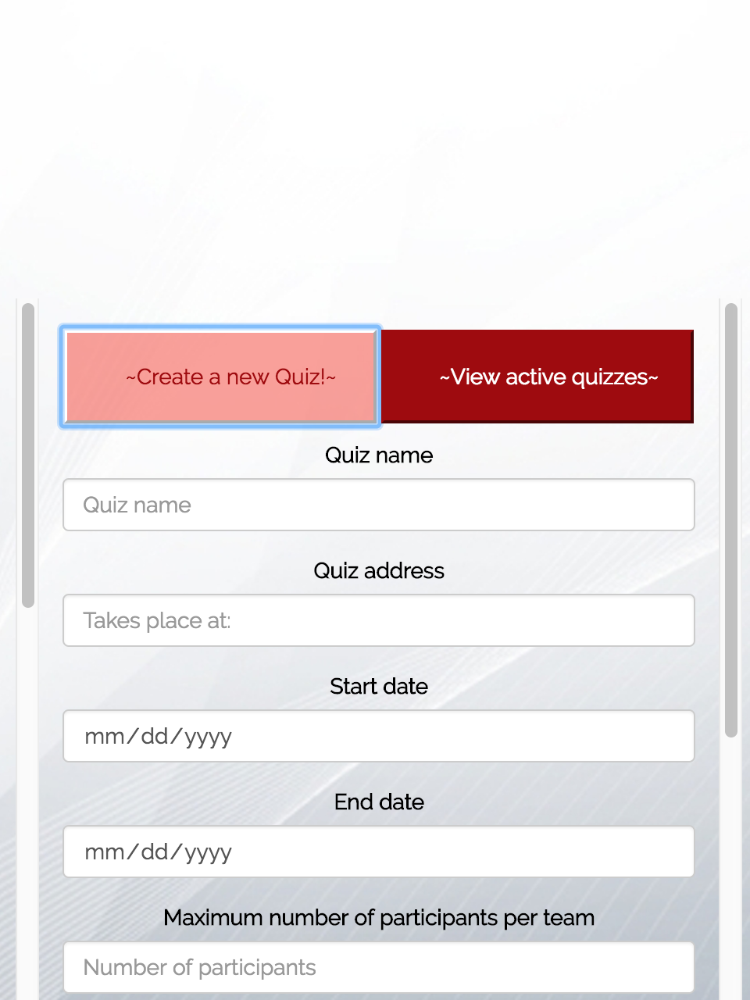 ~Create a new Quiz!~
~View active quizzes~
Quiz name
Quiz name
Quiz address
Takes place at:
Start date
mm/dd/yyyy
End date
mm/dd/yyyy
Maximum number of participants per team
Number of participants